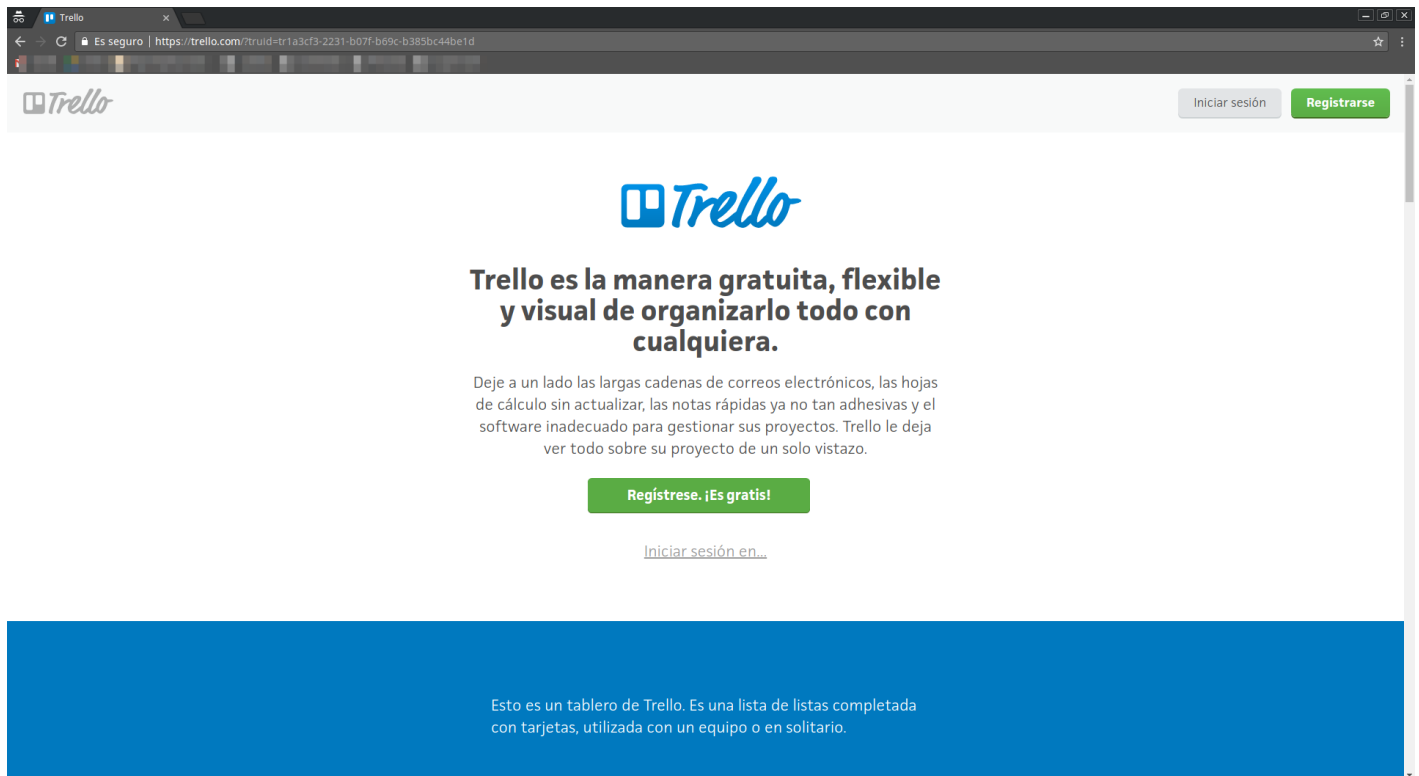 Trello
Es seguro | https://trello.com/?truid=tr1a3cf3-2231-b07f-b69c-b385bc44be1d
Trello
Iniciar sesión
Registrarse
Trello
Trello es la manera gratuita, flexible
y visual de organizarlo todo con
cualquiera.
Deje a un lado las largas cadenas de correos electrónicos, las hojas
de cálculo sin actualizar, las notas rápidas ya no tan adhesivas y el
software inadecuado para gestionar sus proyectos. Trello le deja
ver todo sobre su proyecto de un solo vistazo.
Regístrese. ¡Es gratis!
Iniciar sesión en...
Esto es un tablero de Trello. Es una lista de listas completada
con tarjetas, utilizada con un equipo o en solitario.